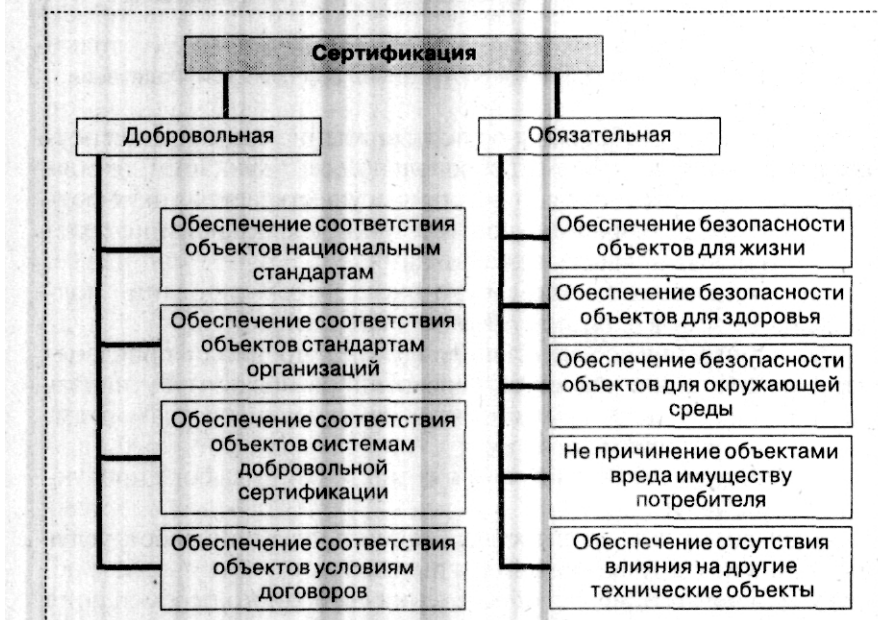 Сертификация
Добровольная
Обязательная
Обеспечение соответствия
объектов национальным
стандартам
Обеспечение соответствия
объектов стандартам
организаций
Обеспечение соответствия
объектов системам
добровольной
сертификации
Обеспечение соответствия
объектов условиям
договоров
Обеспечение безопасности
объектов для жизни
Обеспечение безопасности
объектов для здоровья
Обеспечение безопасности
объектов для окружающей
среды
Не причинение объектами
вреда имуществу
потребителя
Обеспечение отсутствия
влияния на другие
технические объекты